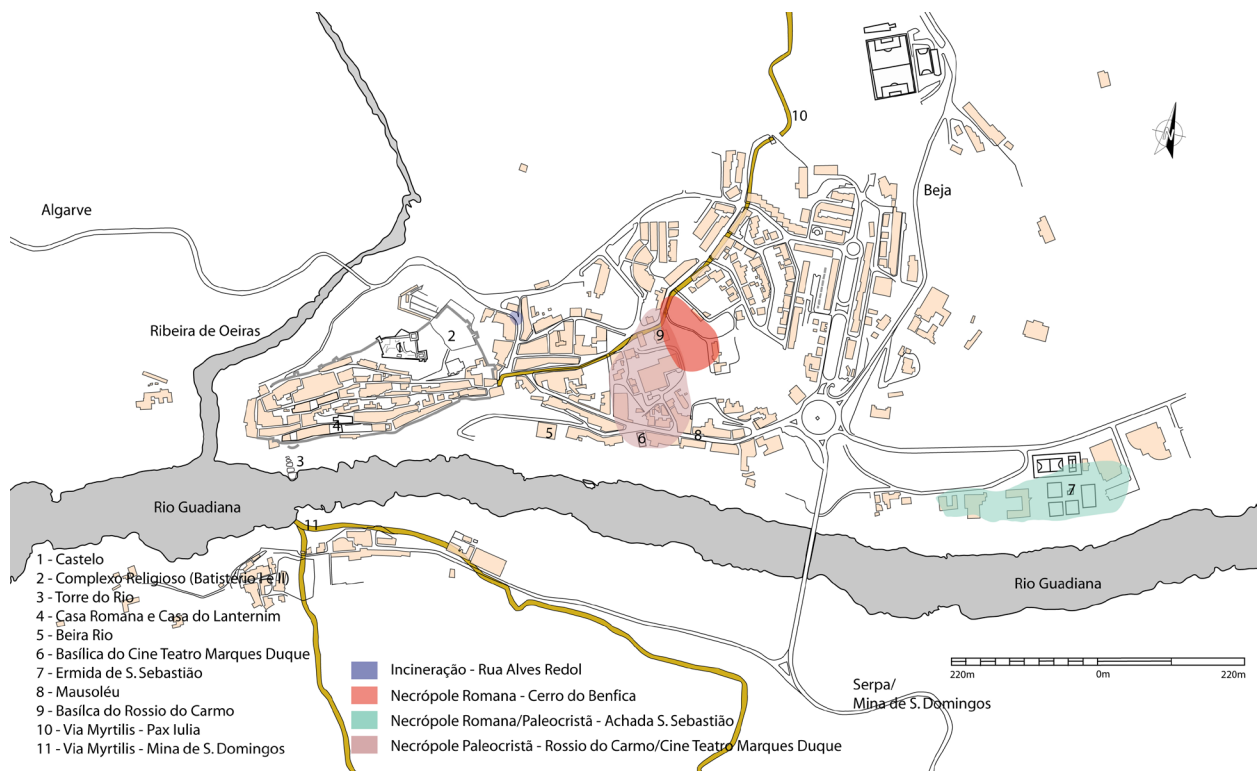 10
Beja
Algarve
Ribeira de Oeiras
N
1
2
9
4
5
6
8
3
7
Rio Guadiana
11
Rio Guadiana
1 - Castelo
2 - Complexo Religioso (Batistério I e II)
3 - Torre do Rio
4 - Casa Romana e Casa do Lanternim
5 - Beira Rio
6 - Basílica do Cine Teatro Marques Duque
7 - Ermida de S. Sebastião
8 - Mausoléu
9 - Basílca do Rossio do Carmo
10 - Via Myrtilis - Pax Iulia
11 - Via Myrtilis - Mina de S. Domingos
Incineração - Rua Alves Redol
Necrópole Romana - Cerro do Benfica
Necrópole Romana/Paleocristã - Achada S. Sebastião
Necrópole Paleocristã - Rossio do Carmo/Cine Teatro Marques Duque
220m
0m
220m
Serpa/
Mina de S. Domingos